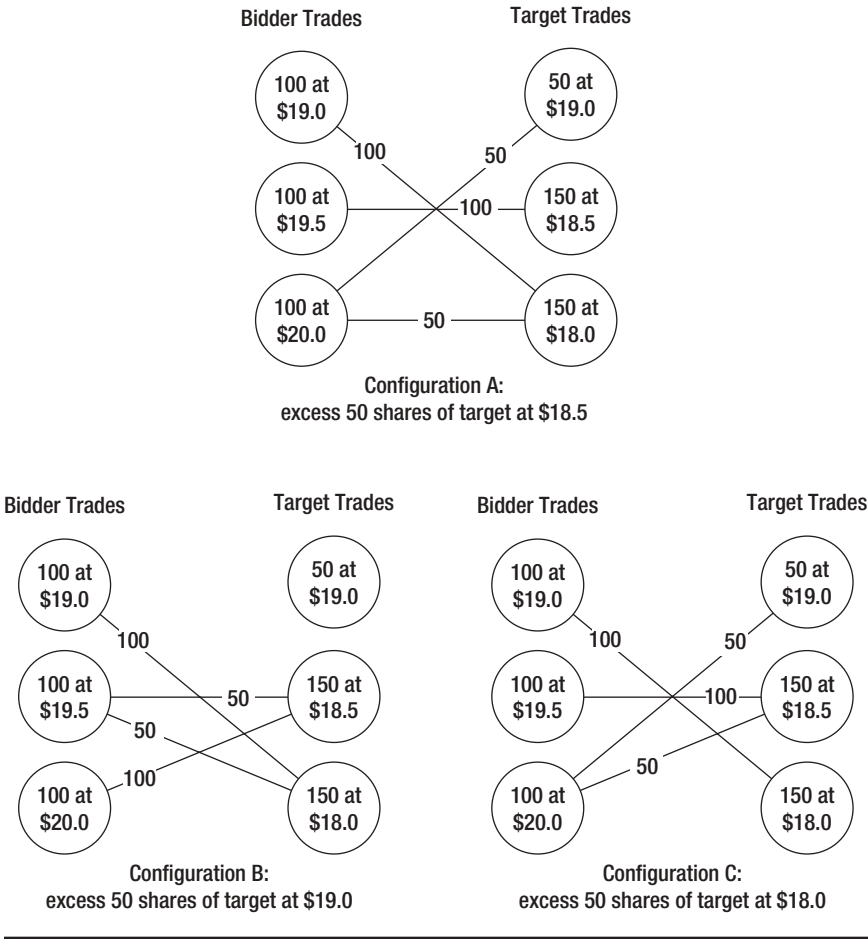 Bidder Trades
Target Trades
100 at
$19.0
50 at
$19.0
100
50
100 at
$19.5
100
150 at
$18.5
100 at
$20.0
50
150 at
$18.0
Configuration A:
excess 50 shares of target at $18.5
Bidder Trades
Target Trades
100 at
$19.0
50 at
$19.0
100
100 at
$19.5
50
150 at
$18.5
50
100
100 at
$20.0
150 at
$18.0
Configuration B:
excess 50 shares of target at $19.0
Bidder Trades
Target Trades
100 at
$19.0
50 at
$19.0
100
50
100 at
$19.5
100
150 at
$18.5
50
100 at
$20.0
150 at
$18.0
Configuration C:
excess 50 shares of target at $18.0